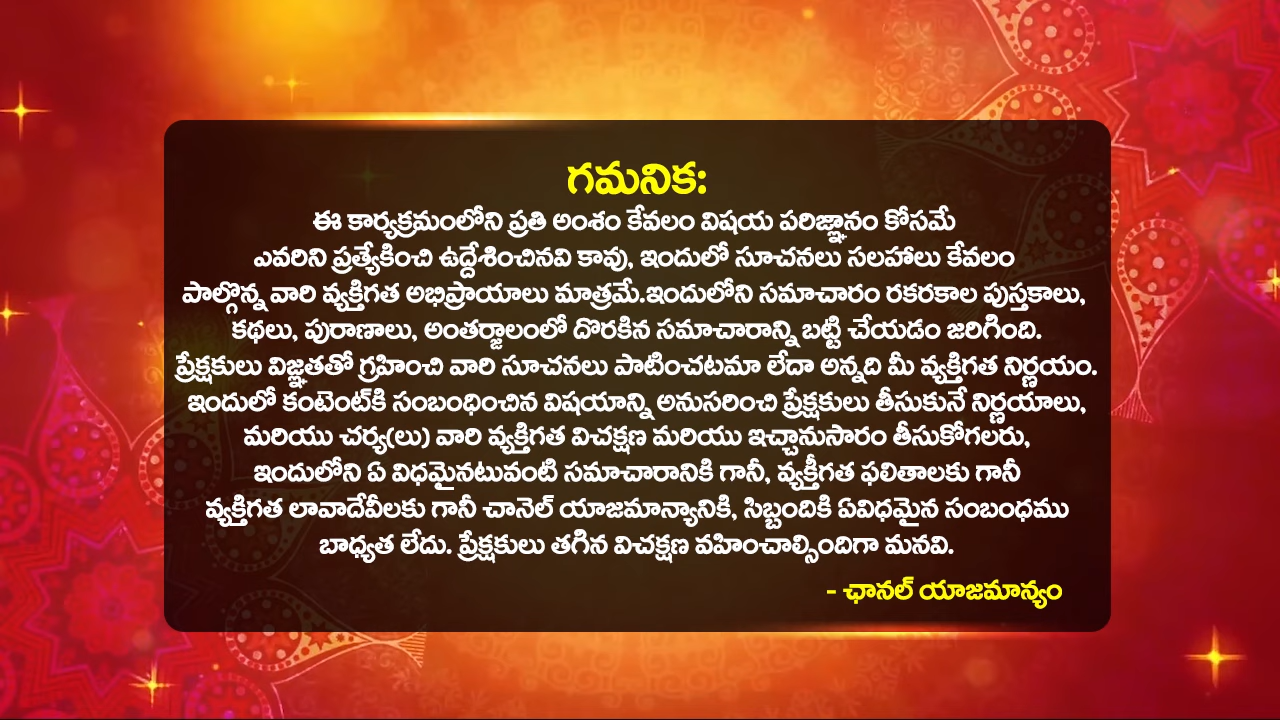 గమనిక:
ఈ కార్యక్రమంలోని ప్రతి అంశం కేవలం విషయ పరిజ్ఞానం కోసమే
ఎవరిని ప్రత్యేకించి ఉద్దేశించినవి కావు, ఇందులో సూచనలు సలహాలు కేవలం
పాల్గొన్న వారి వ్యక్తిగత అభిప్రాయాలు మాత్రమే.ఇందులోని సమాచారం రకరకాల పుస్తకాలు,
కథలు, పురాణాలు, అంతర్జాలంలో దొరకిన సమాచారాన్ని బట్టి చేయడం జరిగింది.
ప్రేక్షకులు విజ్ఞతతో గ్రహించి వారి సూచనలు పాటించటమా లేదా అన్నది మీ వ్యక్తిగత నిర్ణయం.
ఇందులో కంటెంట్‌కి సంబంధించిన విషయాన్ని అనుసరించి ప్రేక్షకులు తీసుకునే నిర్ణయాలు,
మరియు చర్య(లు) వారి వ్యక్తిగత విచక్షణ మరియు ఇచ్చానుసారం తీసుకోగలరు,
ఇందులోని ఏ విధమైనటువంటి సమాచారానికి గానీ, వ్యక్తీగత ఫలితాలకు గానీ
వ్యక్తిగత లావాదేవీలకు గానీ చానెల్ యాజమాన్యానికి, సిబ్బందికి ఏవిధమైన సంబంధము
బాధ్యత లేదు. ప్రేక్షకులు తగిన విచక్షణ వహించాల్సిందిగా మనవి.
- ఛానల్ యాజమాన్యం